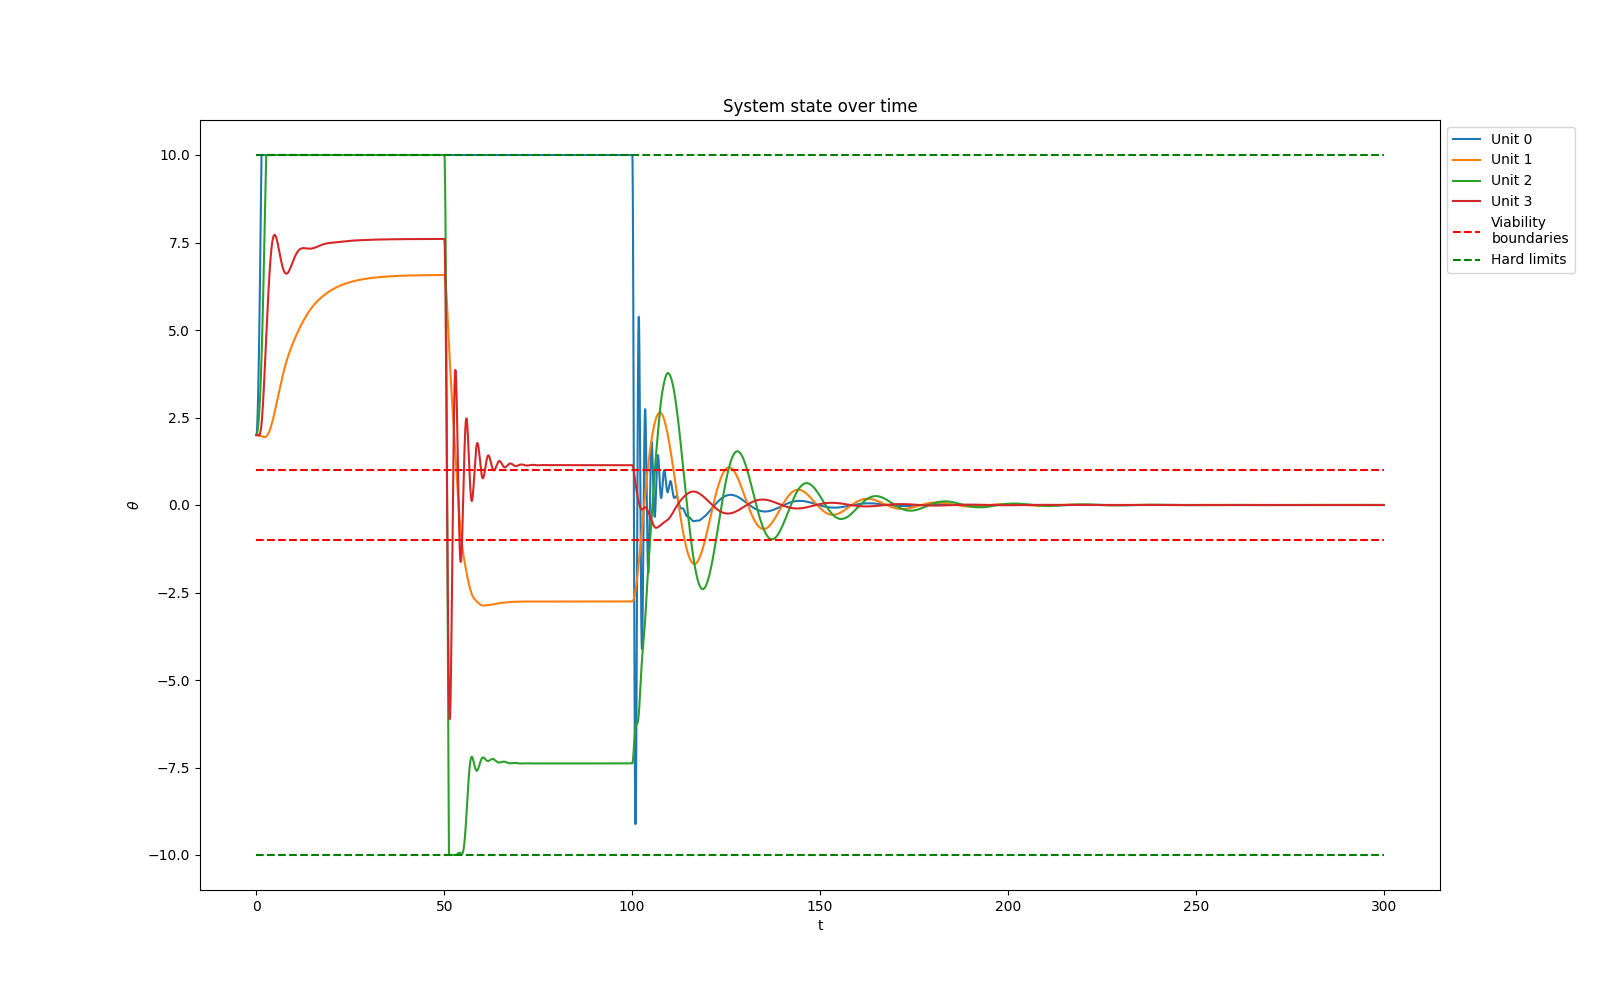 System state over time
10.0
7.5
5.0
2.5
0.0
−2.5
−5.0
−7.5
−10.0
θ
0
50
100
150
200
250
300
t
Unit 0
Unit 1
Unit 2
Unit 3
Viability
boundaries
Hard limits